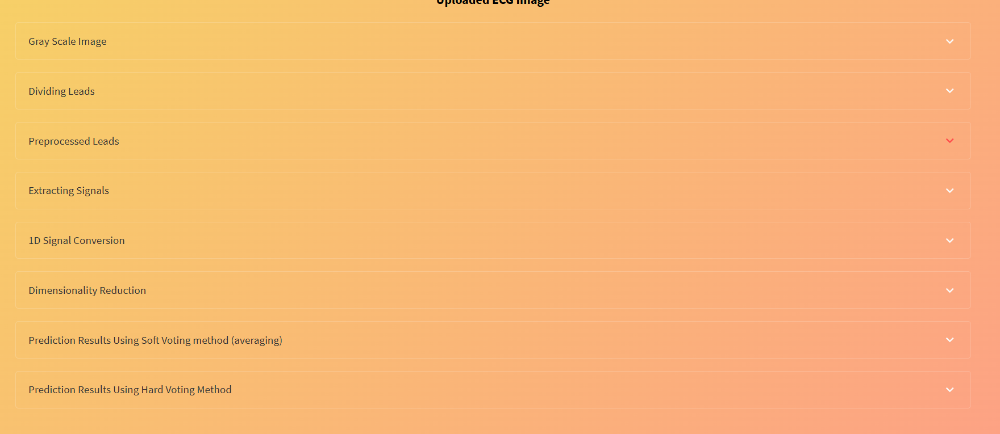 Uploaded ECG Image
Gray Scale Image
Dividing Leads
Preprocessed Leads
Extracting Signals
1D Signal Conversion
Dimensionality Reduction
Prediction Results Using Soft Voting method (averaging)
Prediction Results Using Hard Voting Method